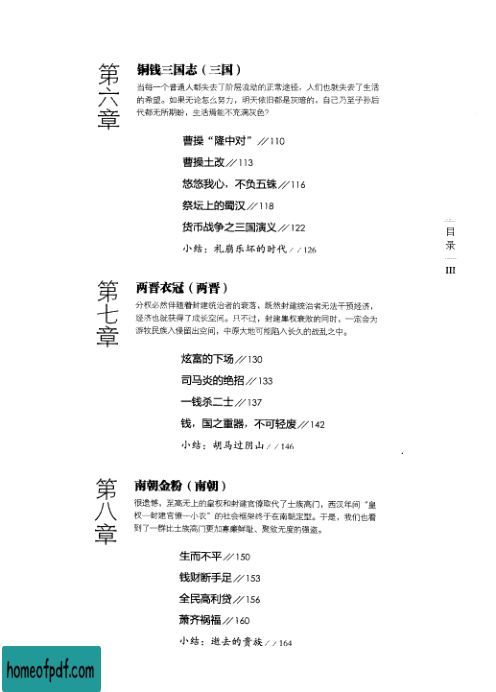 第六章
铜钱三国志（三国）
当每一个普通人都失去了阶层流动的正常途径，人们也就失去了生活
的希望。如果无论怎么努力，明天依旧都是灰暗的，自己乃至子孙后
代都无所期盼，生活焉能不充满灰色？
曹操“隆中对”//110
曹操土改//113
悠悠我心，不负五铢//116
祭坛上的蜀汉//118
货币战争之三国演义//122
小结：礼崩乐坏的时代//126
目录
III
第七章
两晋衣冠（两晋）
分权必然伴随着封建统治者的衰落，既然封建统治者无法干预经济，
经济也就获得了成长空间。只不过，封建集权衰败的同时，一定会为
游牧民族入侵留出空间，中原大地可能陷入长久的战乱之中。
炫富的下场//130
司马炎的绝招//133
一钱杀二士//137
钱，国之重器，不可轻废//142
小结：胡马过阴山//146
第八章
南朝金粉（南朝）
很遗憾，至高无上的皇权和封建官僚取代了士族高门，西汉年间“皇
权—封建官僚—小农”的社会框架终于在南朝定型。于是，我们也看
到了一群比士族高门更加寡廉鲜耻、聚敛无度的强盗。
生而不平//150
钱财断手足//153
全民高利贷//156
萧齐祸福//160
小结：逝去的贵族//164
homeofpdf.com